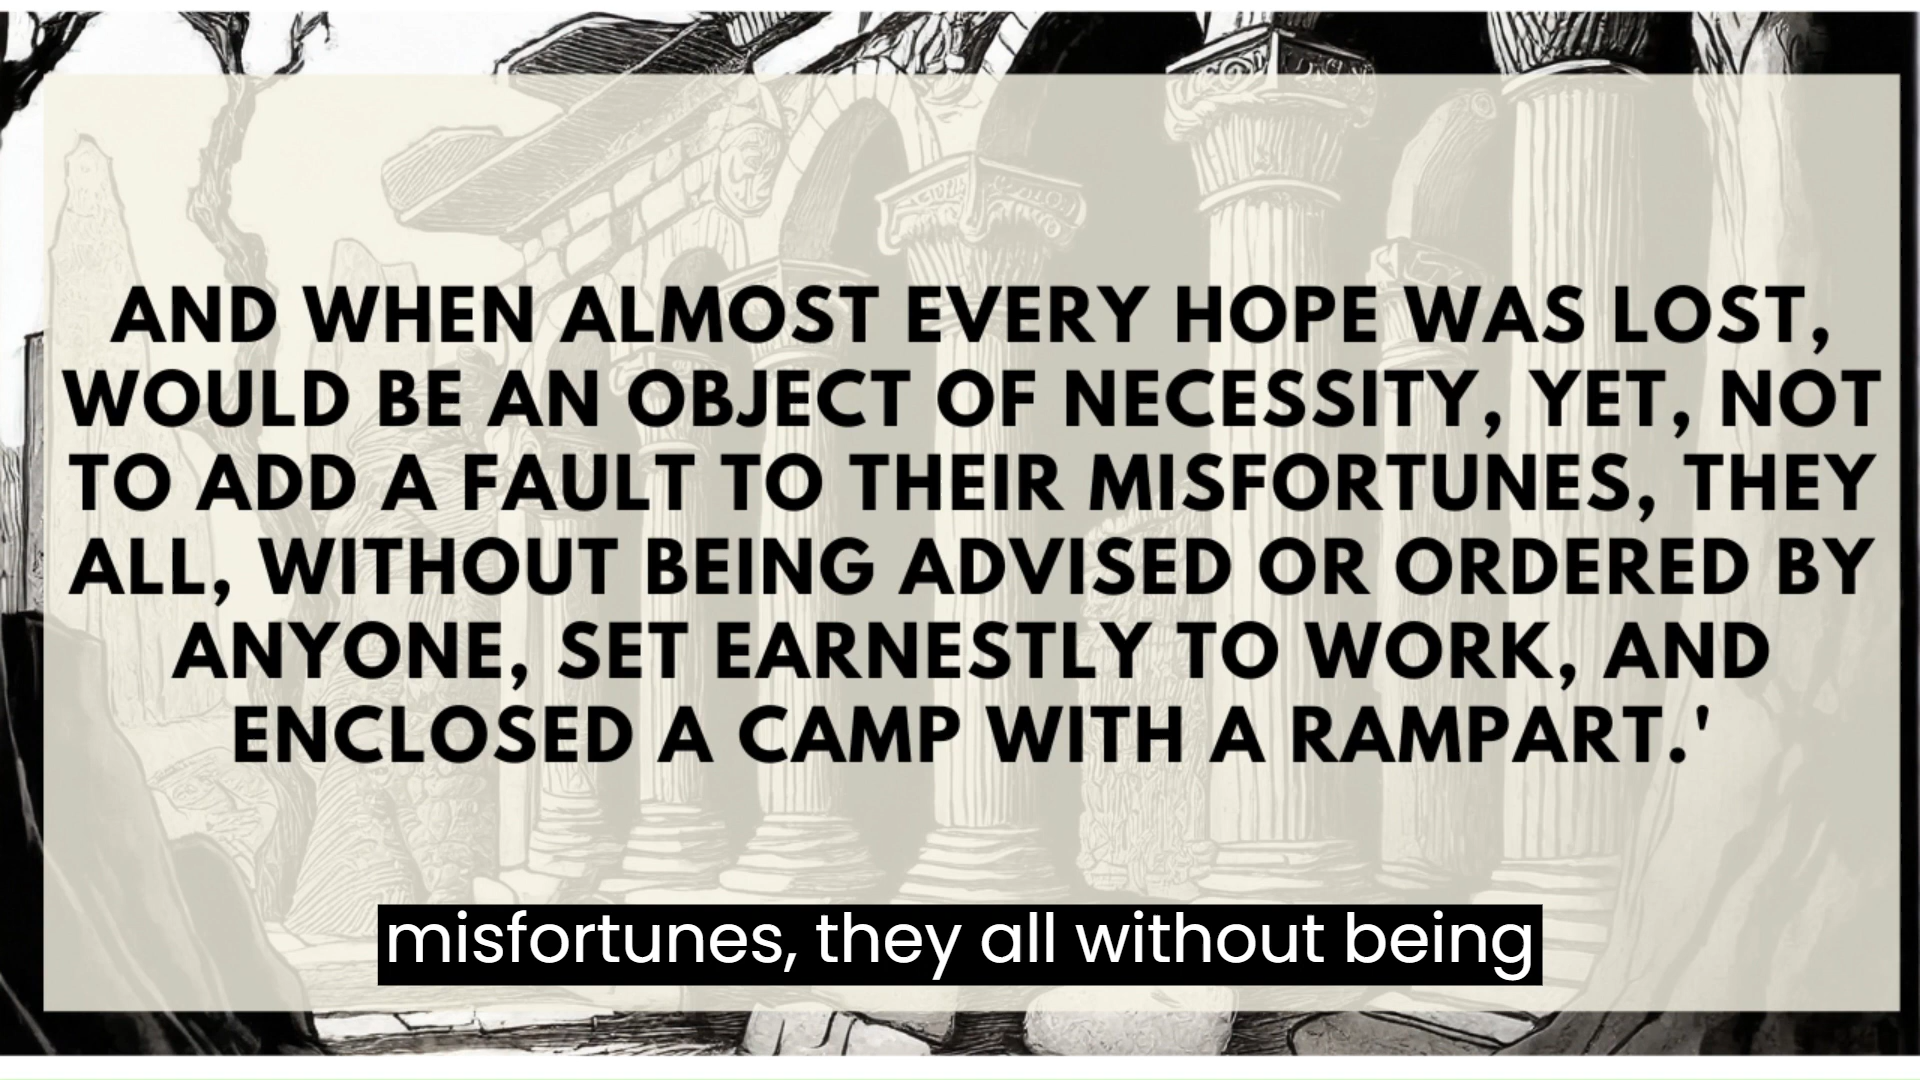 AND WHEN ALMOST EVERY HOPE WAS LOST,
WOULD BE AN OBJECT OF NECESSITY, YET, NOT
TO ADD A FAULT TO THEIR MISFORTUNES, THEY
ALL, WITHOUT BEING ADVISED OR ORDERED BY
ANYONE, SET EARNESTLY TO WORK, AND
ENCLOSED A CAMP WITH A RAMPART.'
misfortunes, they all without being